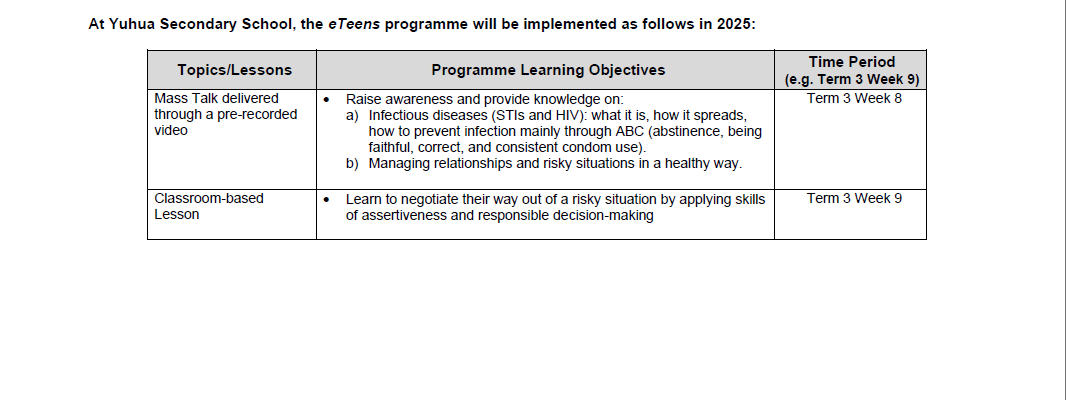 At Yuhua Secondary School, the eTeens programme will be implemented as follows in 2025:
Topics/Lessons
Programme Learning Objectives
Time Period
(e.g. Term 3 Week 9)
Mass Talk delivered
through a pre-recorded
video
• Raise awareness and provide knowledge on:
a) Infectious diseases (STIs and HIV): what it is, how it spreads,
how to prevent infection mainly through ABC (abstinence, being
faithful, correct, and consistent condom use).
b) Managing relationships and risky situations in a healthy way.
Term 3 Week 8
Classroom-based
Lesson
• Learn to negotiate their way out of a risky situation by applying skills
of assertiveness and responsible decision-making
Term 3 Week 9